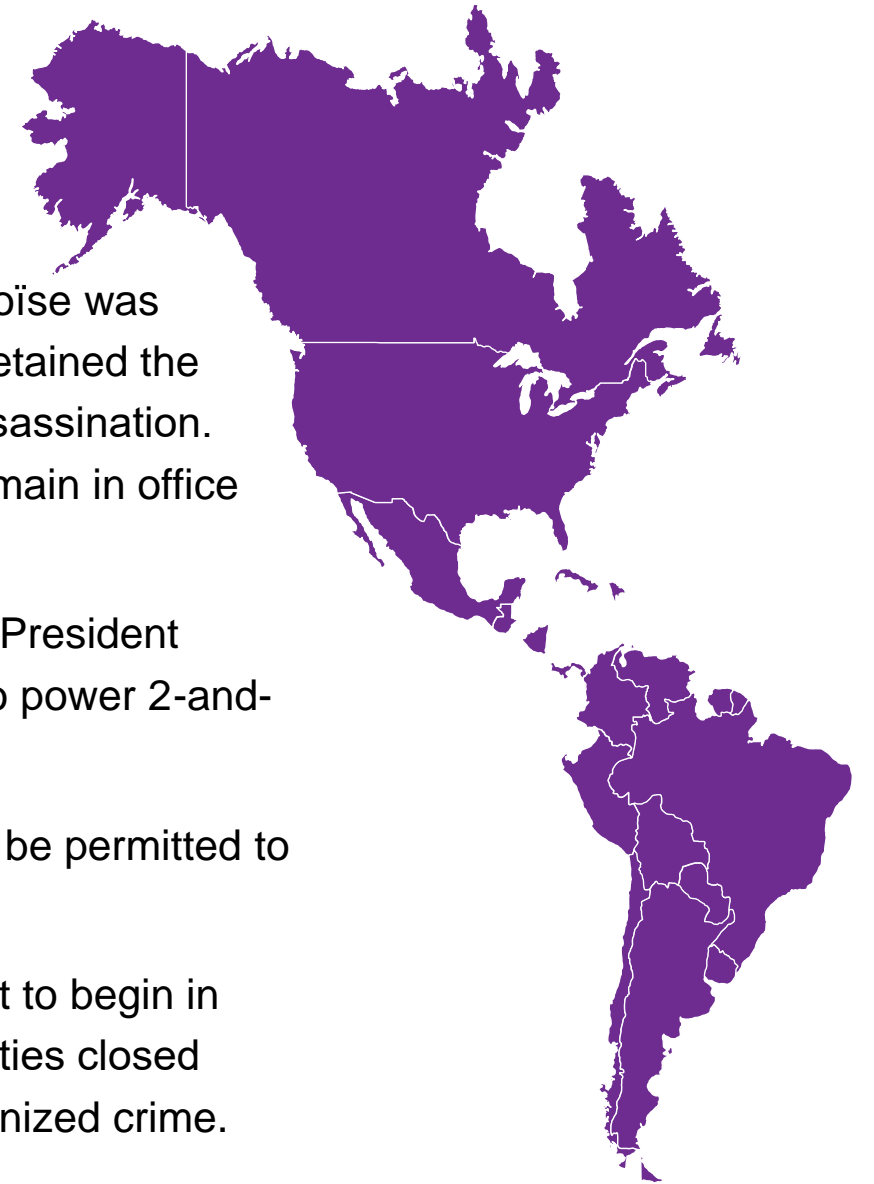 oïse was
etained the
sassination.
main in office
President
o power 2-and-
be permitted to
t to begin in
ties closed
nized crime.